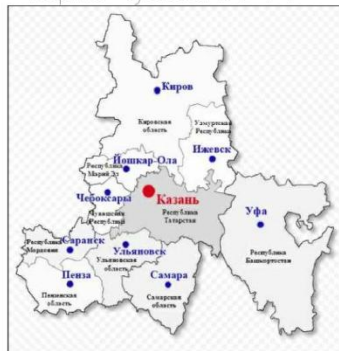 Киров
Кировская
область
Удмуртская
Республика
Ижевск
Йошкар-Ола
Республика
Марий Эл
Чебоксары
Чувашская
Республика
Казань
Республика
Татарстан
Уфа
Республика
Башкортостан
Саранск
Республика
Мордовия
Ульяновск
Ульяновская
область
Пенза
Пензенская
область
Самара
Самарская
область